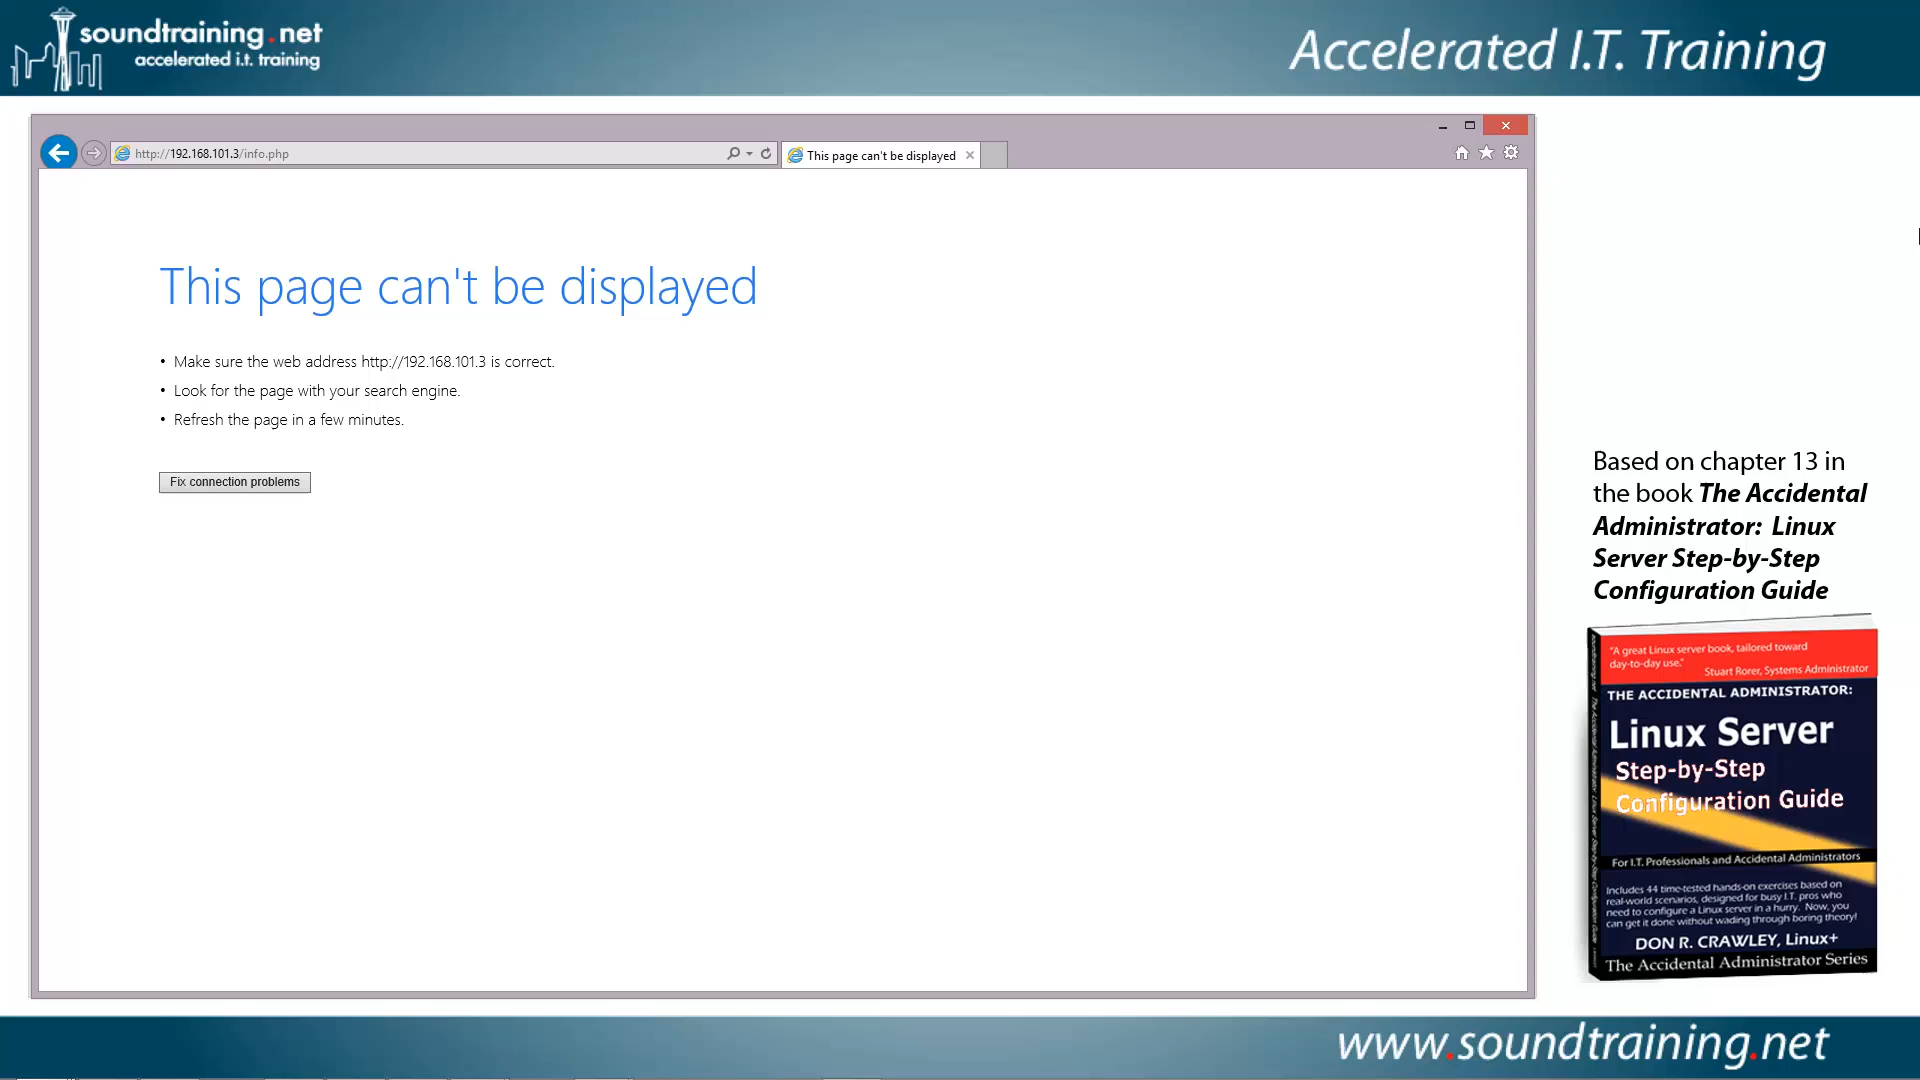 soundtraining.net
accelerated i.t. training
Accelerated I.T. Training
http://192.168.101.3/info.php
This page can't be displayed
This page can't be displayed
• Make sure the web address http://192.168.101.3 is correct.
• Look for the page with your search engine.
• Refresh the page in a few minutes.
Fix connection problems
Based on chapter 13 in
the book The Accidental
Administrator: Linux
Server Step-by-Step
Configuration Guide
"A great Linux server book, tailored toward
day-to-day use."
Stuart Rorer, Systems Administrator
THE ACCIDENTAL ADMINISTRATOR:
Linux Server
Step-by-Step
Configuration Guide
For I.T. Professionals and Accidental Administrators
Includes 44 time-tested hands-on exercises based on
real-world scenarios, designed for busy I.T. pros who
need to configure a Linux server in a hurry. Now, you
can get it done without wading through boring theory!
DON R. CRAWLEY, Linux+
The Accidental Administrator Series
www.soundtraining.net